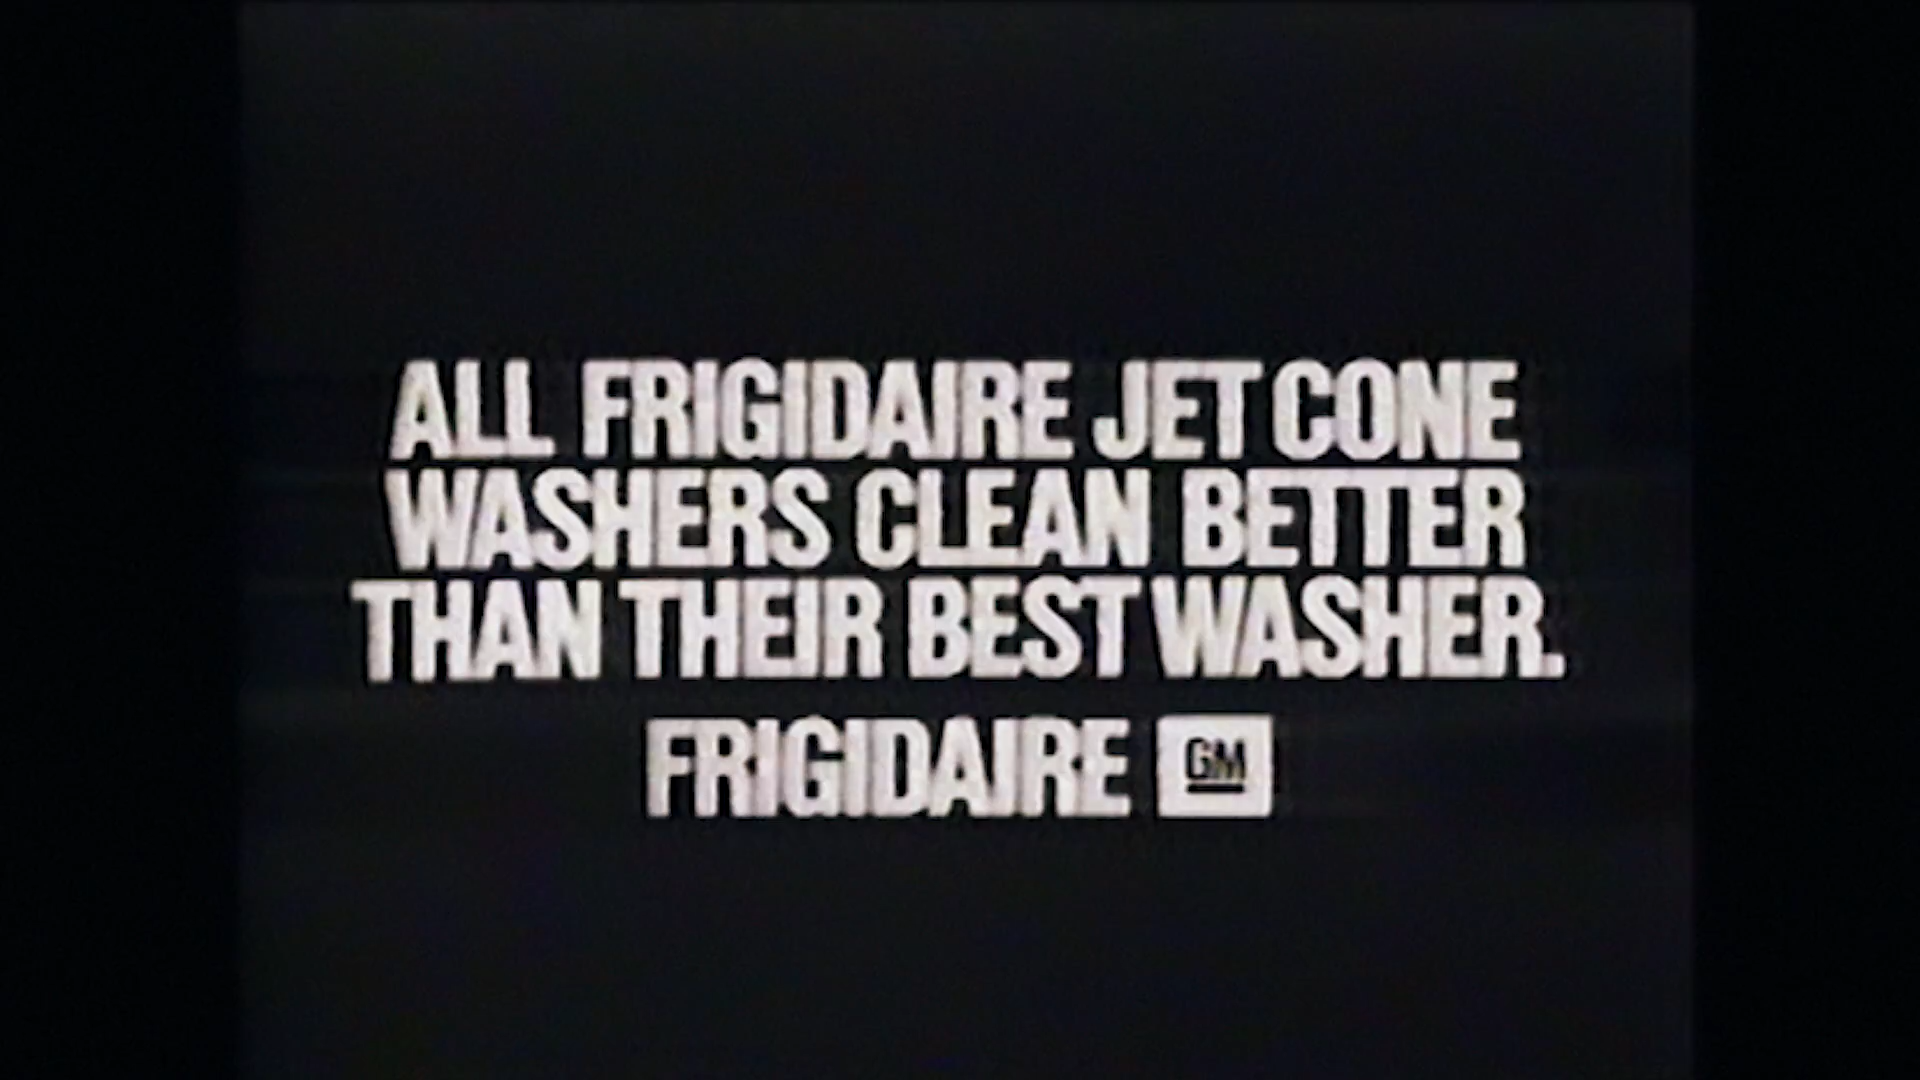 ALL FRIGIDAIRE JET CONE
WASHERS CLEAN BETTER
THAN THEIR BEST WASHER.
FRIGIDAIRE GM